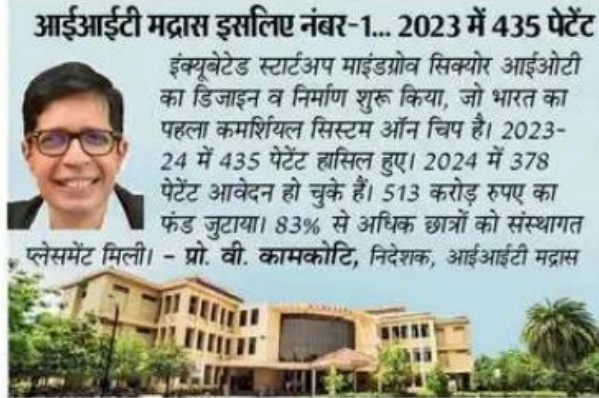 आईआईटी मद्रास इसलिए नंबर-1... 2023 में 435 पेटेंट
इंक्यूबेटेड स्टार्टअप माइंडग्रोव सिक्योर आईओटी
का डिजाइन व निर्माण शुरू किया, जो भारत का
पहला कमर्शियल सिस्टम ऑन चिप है। 2023-
24 में 435 पेटेंट हासिल हुए। 2024 में 378
पेटेंट आवेदन हो चुके हैं। 513 करोड़ रुपए का
फंड जुटाया। 83% से अधिक छात्रों को संस्थागत
प्लेसमेंट मिली। - प्रो. वी. कामकोटि, निदेशक, आईआईटी मद्रास